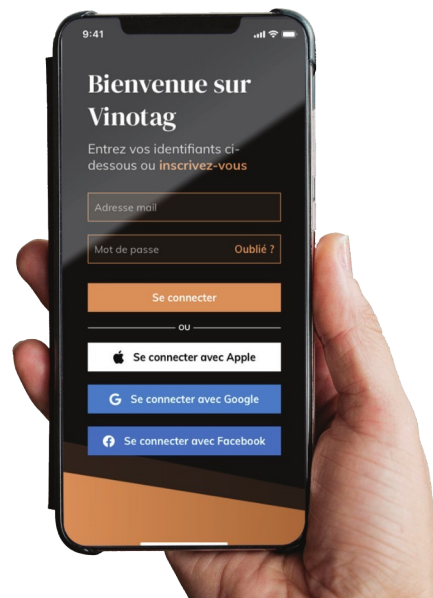 9:41
Bienvenue sur
Vinotag
Entrez vos identifiants ci-
dessous ou inscrivez-vous
Adresse mail
Mot de passe Oublié ?
Se connecter
OU
Se connecter avec Apple
Se connecter avec Google
Se connecter avec Facebook